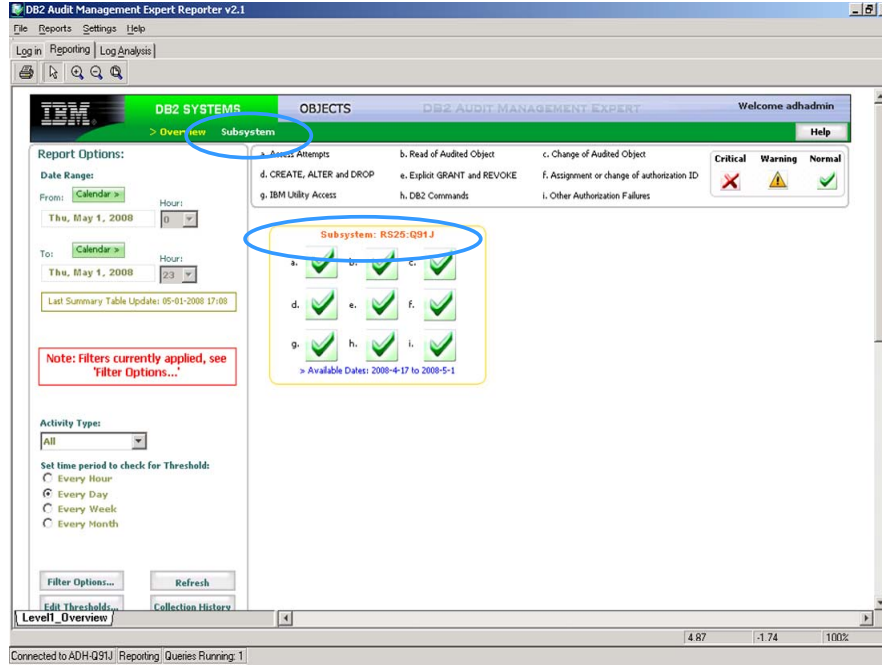 DB2 Audit Management Expert Reporter v2.1
File Reports Settings Help
Log in Reporting Log Analysis
IBM DB2 SYSTEMS OBJECTS DB2 AUDIT MANAGEMENT EXPERT Welcome adhadmin
> Overview Subsystem Help
Report Options:
Date Range:
From: Calendar > Hour:
Thu, May 1, 2008 0
To: Calendar > Hour:
Thu, May 1, 2008 23
Last Summary Table Update: 05-01-2008 17:08
Note: Filters currently applied, see
'Filter Options...'
Activity Type:
All
Set time period to check for Threshold:
Every Hour
Every Day
Every Week
Every Month
Filter Options... Refresh
Edit Thresholds... Collection History
a. Access Attempts b. Read of Audited Object c. Change of Audited Object
d. CREATE, ALTER and DROP e. Explicit GRANT and REVOKE f. Assignment or change of authorization ID
g. IBM Utility Access h. DB2 Commands i. Other Authorization Failures
Critical Warning Normal
Subsystem: RS25:Q91J
a. b. c.
d. e. f.
g. h. i.
> Available Dates: 2008-4-17 to 2008-5-1
Level1_Overview
4.87 -1.74 100%
Connected to ADH-Q91J Reporting Queries Running: 1